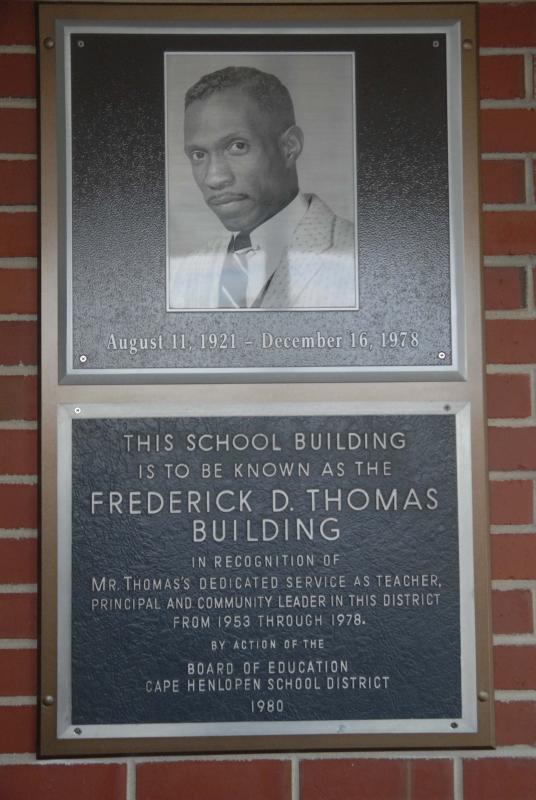 August 11, 1921 – December 16, 1978
THIS SCHOOL BUILDING
IS TO BE KNOWN AS THE
FREDERICK D. THOMAS
BUILDING
IN RECOGNITION OF
MR. THOMAS'S DEDICATED SERVICE AS TEACHER,
PRINCIPAL AND COMMUNITY LEADER IN THIS DISTRICT
FROM 1953 THROUGH 1978.
BY ACTION OF THE
BOARD OF EDUCATION
CAPE HENLOPEN SCHOOL DISTRICT
1980